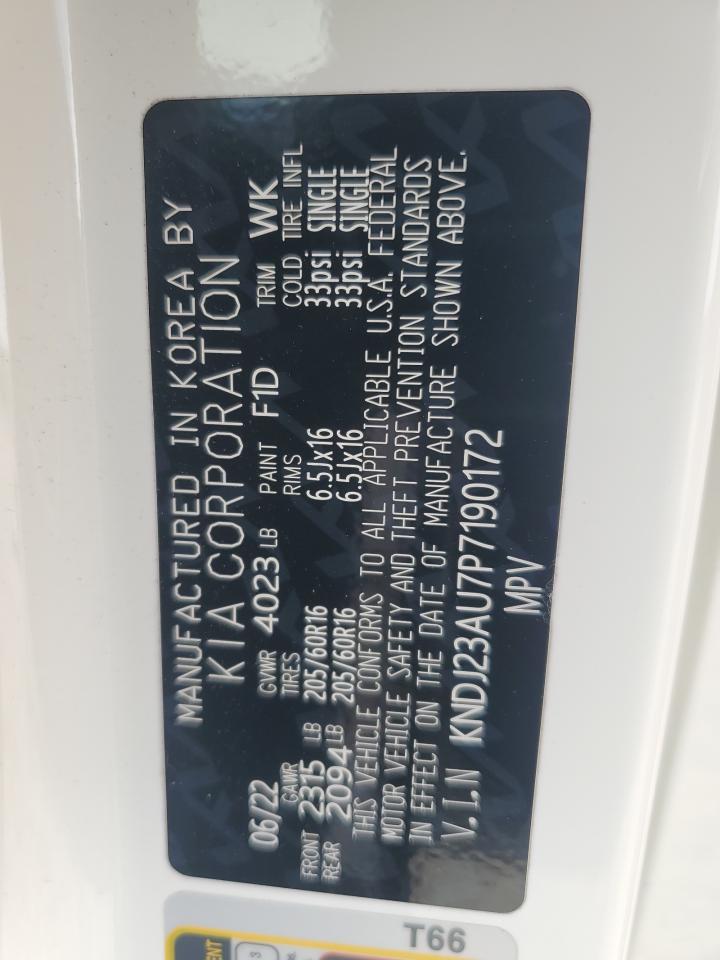 MANUFACTURED IN KOREA BY
KIA CORPORATION
06/22 GVWR 4023 LB PAINT F1D TRIM WK
GAWR TIRES RIMS COLD TIRE INFL
FRONT 2315 LB 205/60R16 6.5Jx16 33psi SINGLE
REAR 2094 LB 205/60R16 6.5Jx16 33psi SINGLE
THIS VEHICLE CONFORMS TO ALL APPLICABLE U.S.A. FEDERAL
MOTOR VEHICLE SAFETY AND THEFT PREVENTION STANDARDS
IN EFFECT ON THE DATE OF MANUFACTURE SHOWN ABOVE.
V.I.N KNDJ23AU7P7190172
MPV
T66